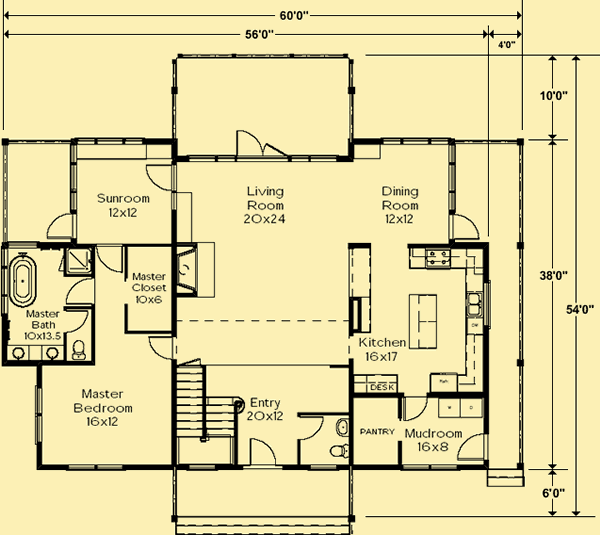 60'0"
56'0"
4'0"
10'0"
Sunroom
12x12
Living
Room
20x24
Dining
Room
12x12
38'0"
54'0"
Master
Closet
10x6
Master
Bath
10x13.5
Kitchen
16x17
DESK
Master
Bedroom
16x12
Entry
20x12
PANTRY
Mudroom
16x8
6'0"